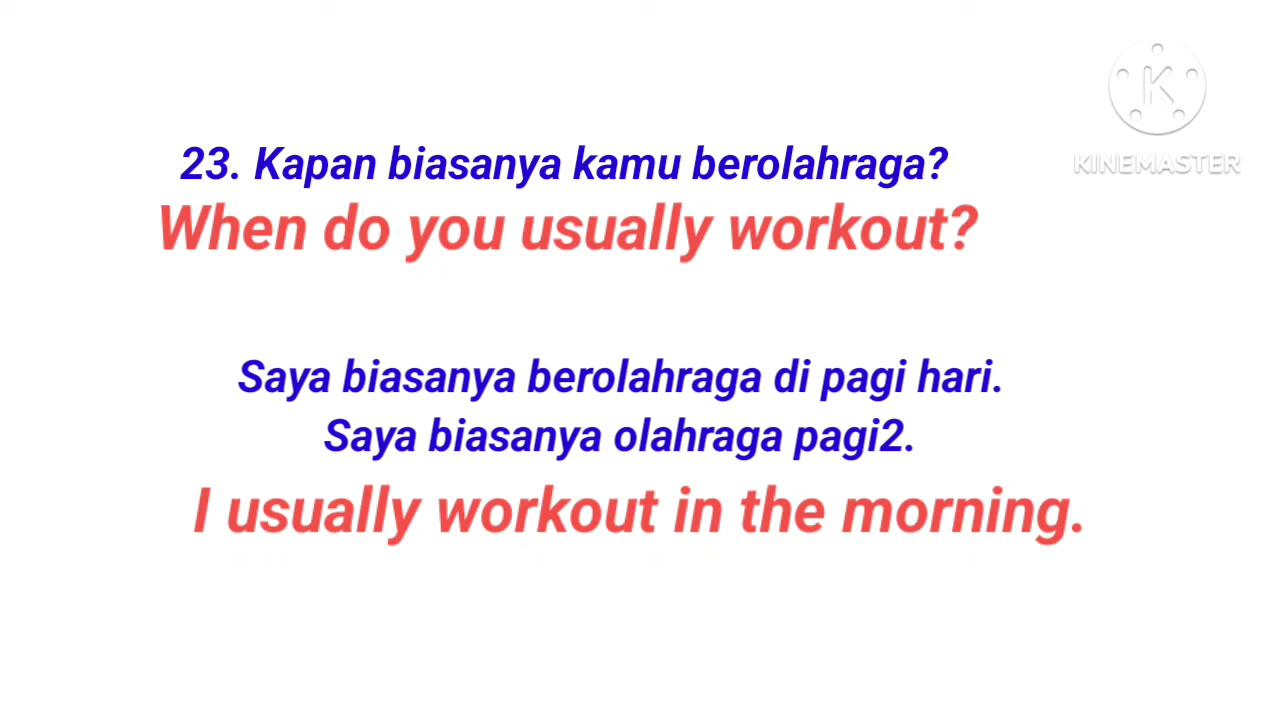 23. Kapan biasanya kamu berolahraga?
When do you usually workout?
Saya biasanya berolahraga di pagi hari.
Saya biasanya olahraga pagi2.
I usually workout in the morning.
K
KINEMASTER